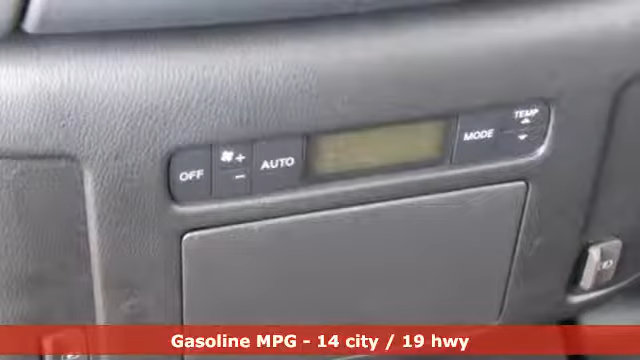 TEMP
OFF + - AUTO MODE
Gasoline MPG - 14 city / 19 hwy